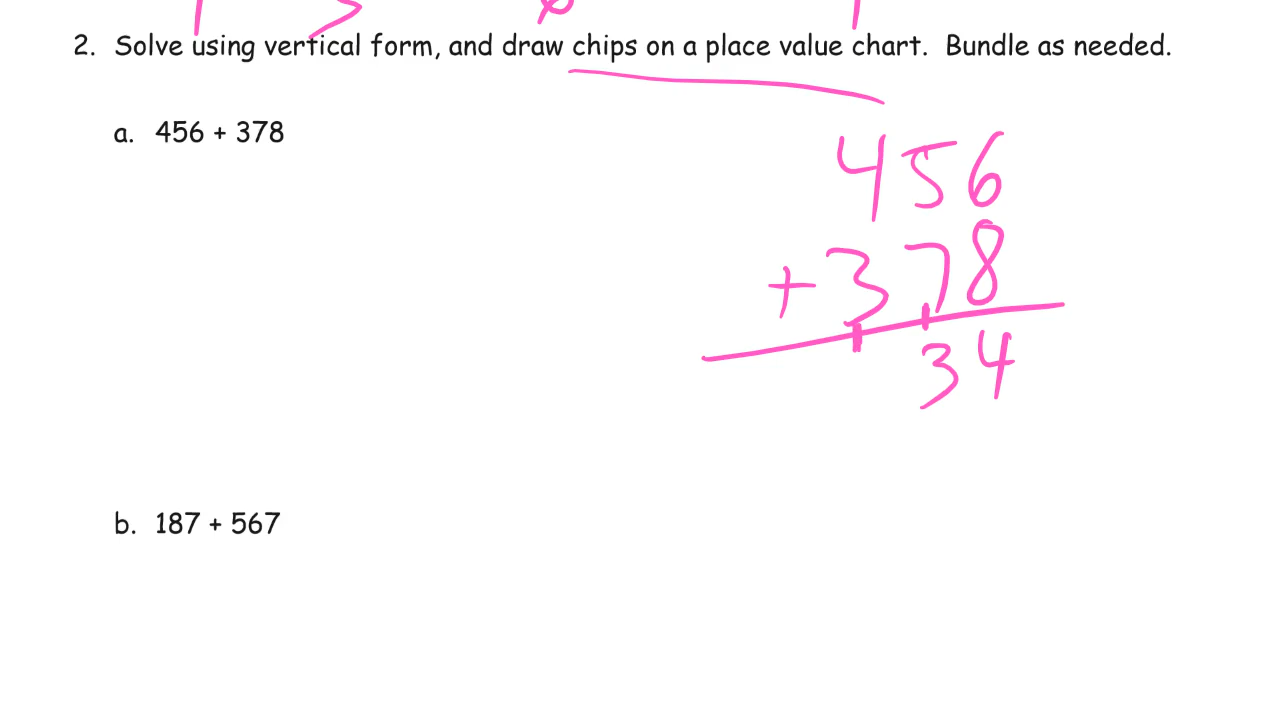 2. Solve using vertical form, and draw chips on a place value chart. Bundle as needed.
a. 456 + 378
456
+ 378
34
b. 187 + 567